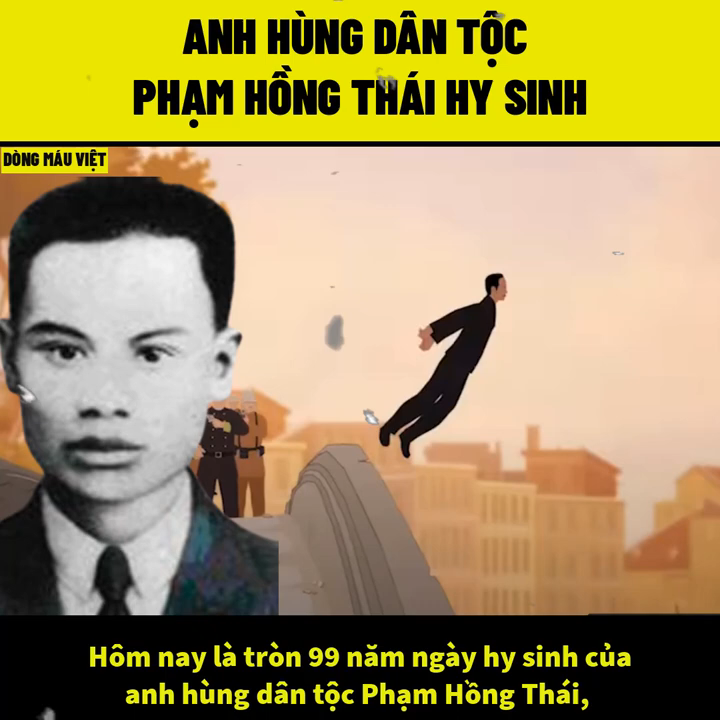 ANH HÙNG DÂN TỘC
PHẠM HỒNG THÁI HY SINH
DÒNG MÁU VIỆT
Hôm nay là tròn 99 năm ngày hy sinh của
anh hùng dân tộc Phạm Hồng Thái,